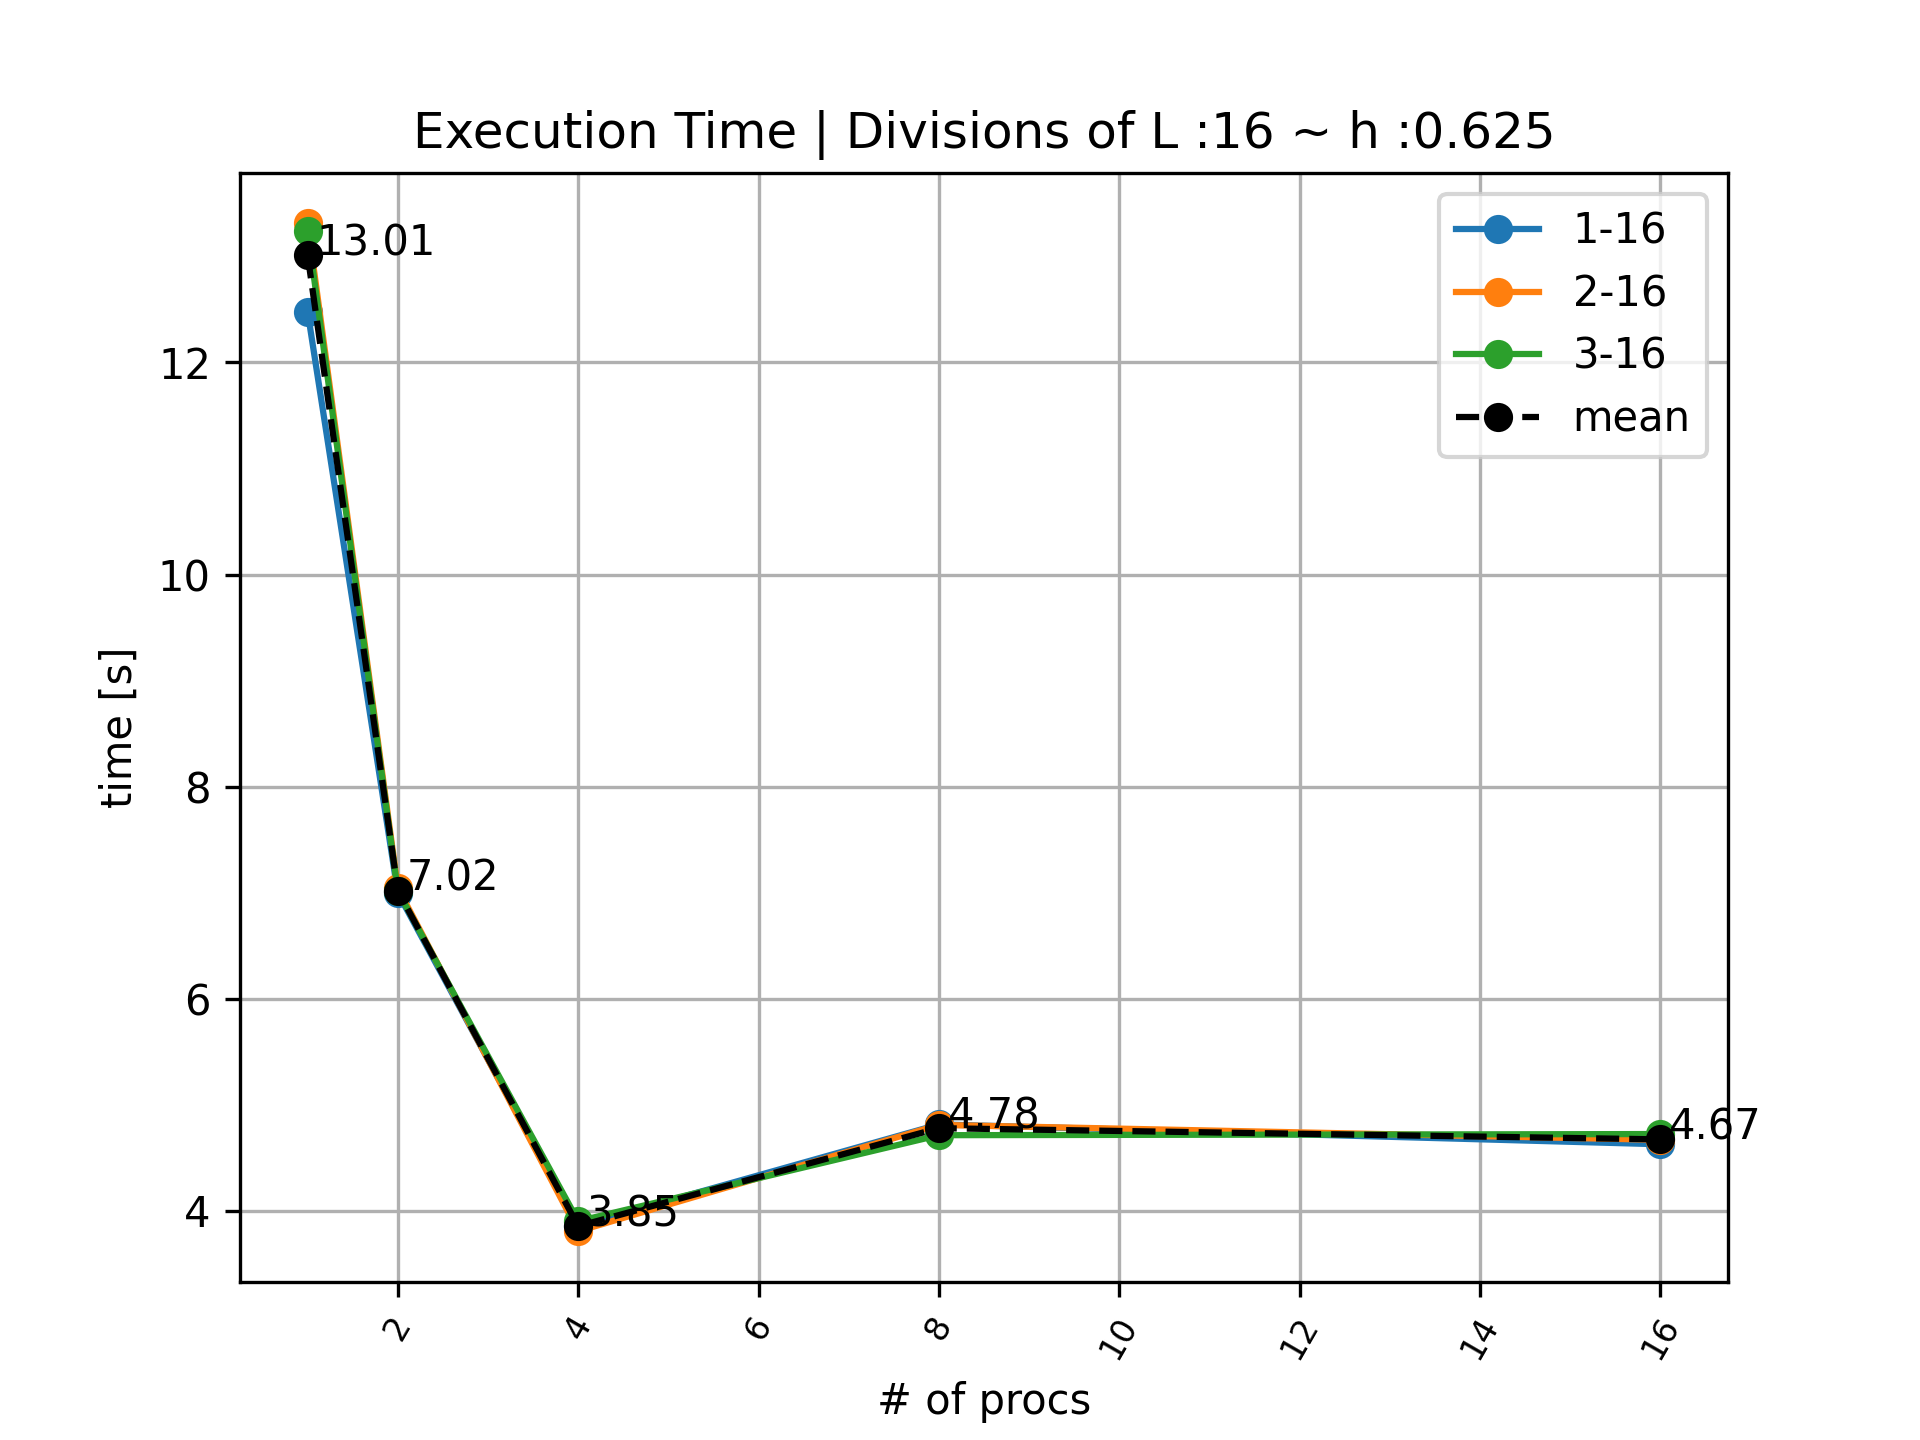 Execution Time | Divisions of L :16 ~ h :0.625
1-16
2-16
3-16
mean
13.01
7.02
3.85
4.78
4.67
12
10
8
6
4
time [s]
2 4 6 8 10 12 14 16
# of procs